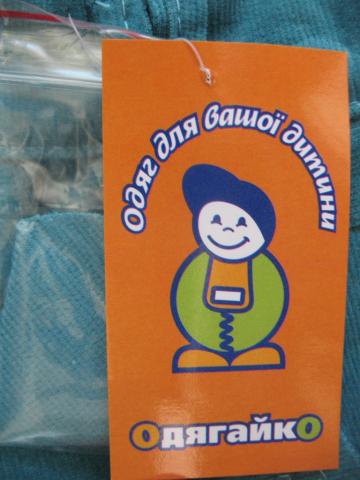 Одяг для вашої дитини
ОдягайкО